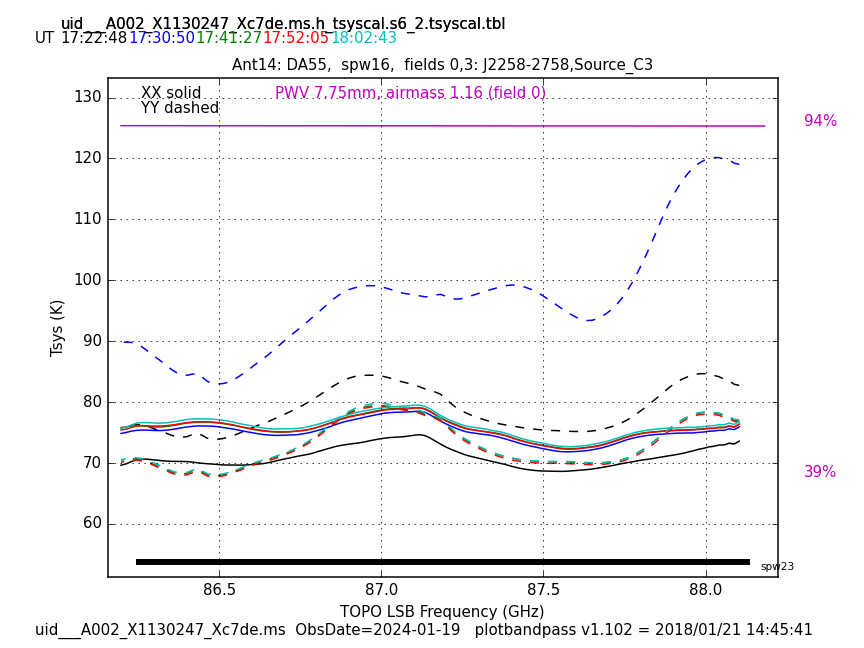 uid___A002_X1130247_Xc7de.ms.h_tsyscal.s6_2.tsyscal.tbl
UT 17:22:48 17:30:50 17:41:27 17:52:05 18:02:43
Ant14: DA55,  spw16,  fields 0,3: J2258-2758,Source_C3
XX solid
YY dashed
PWV 7.75mm, airmass 1.16 (field 0)
94%
39%
130
120
110
100
90
80
70
60
Tsys (K)
spw23
86.5 87.0 87.5 88.0
TOPO LSB Frequency (GHz)
uid___A002_X1130247_Xc7de.ms  ObsDate=2024-01-19   plotbandpass v1.102 = 2018/01/21 14:45:41